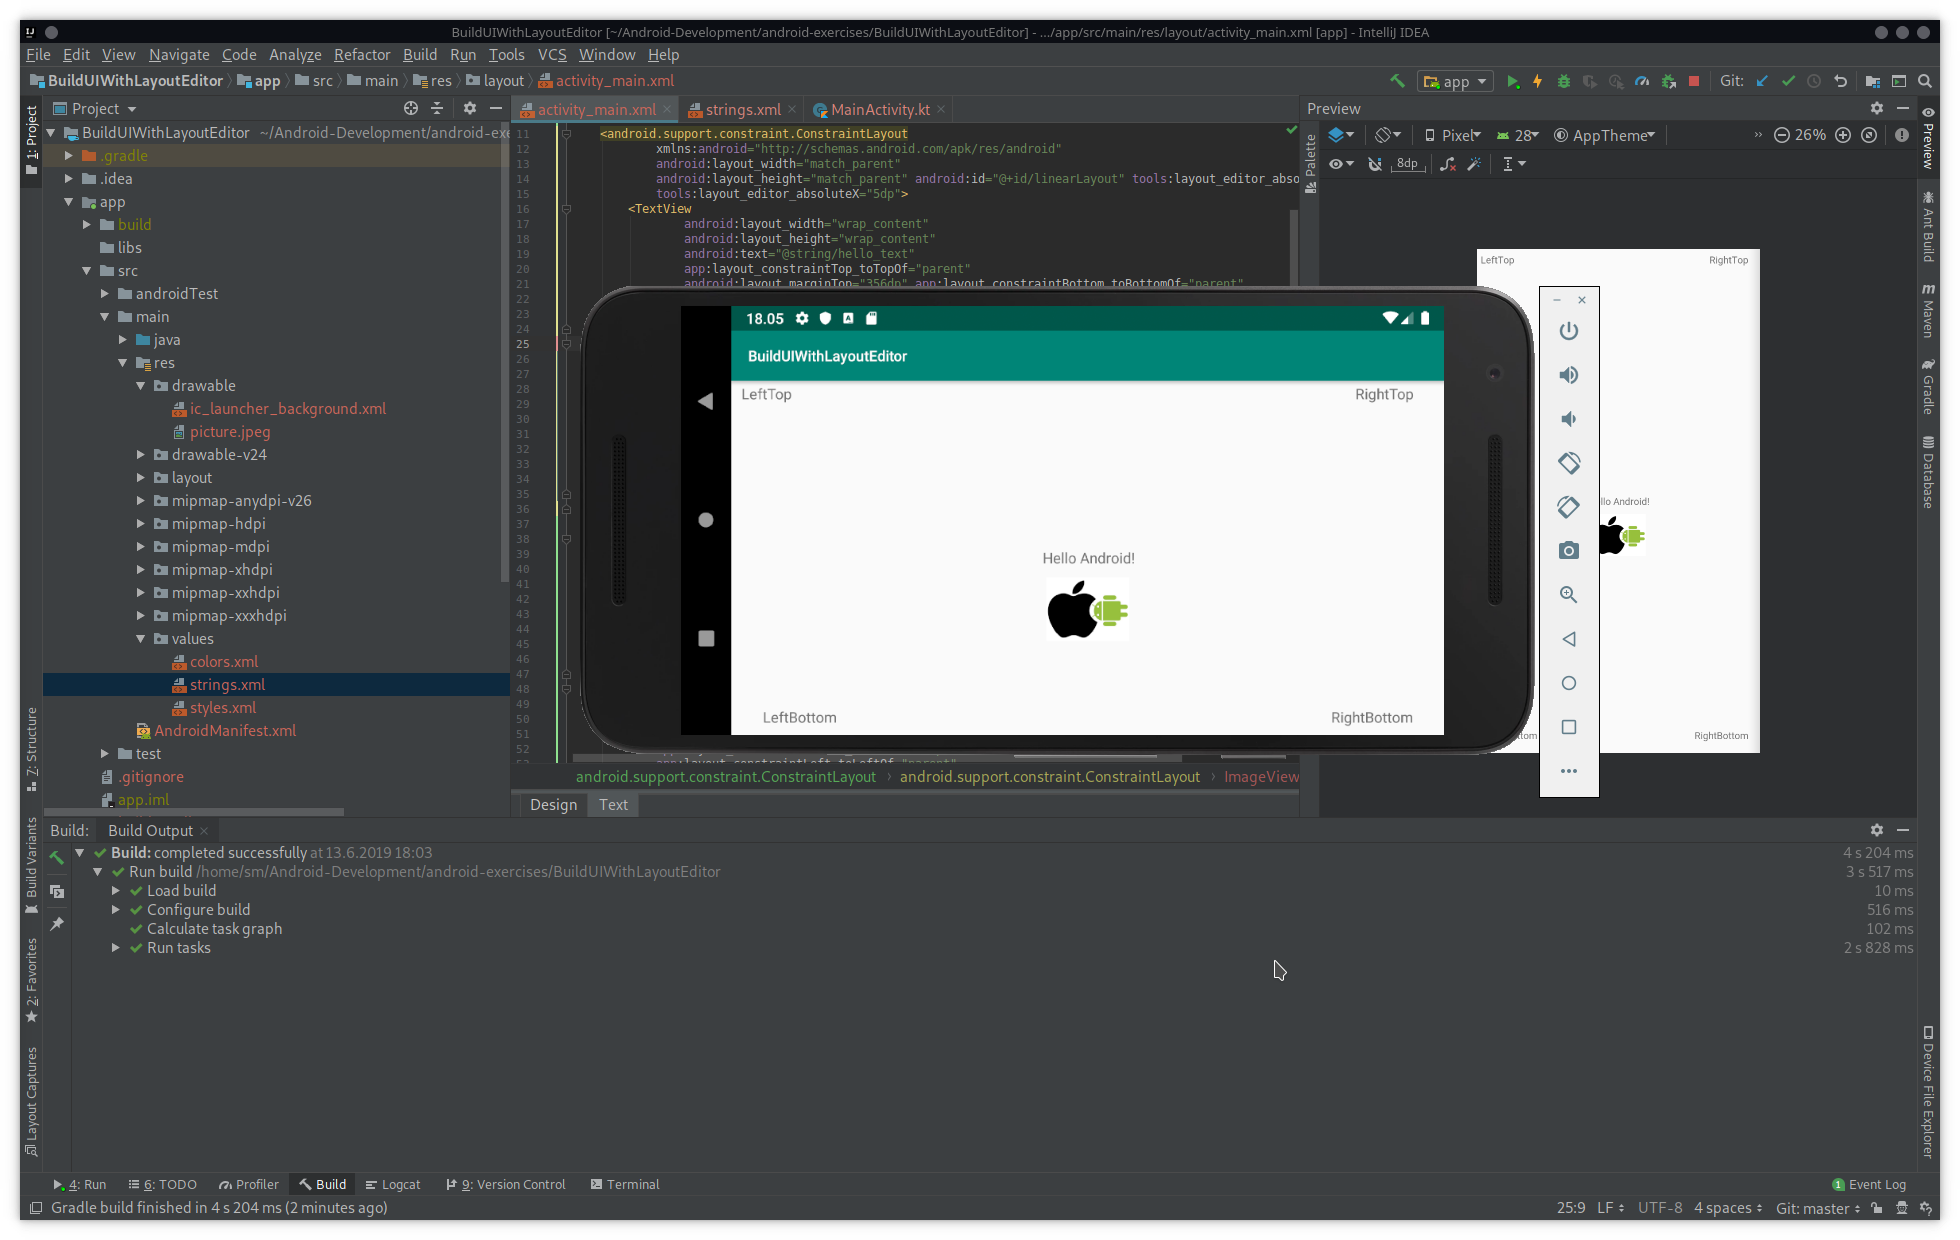 BuildUIWithLayoutEditor [~/Android-Development/android-exercises/BuildUIWithLayoutEditor] - .../app/src/main/res/layout/activity_main.xml [app] - IntelliJ IDEA
File Edit View Navigate Code Analyze Refactor Build Run Tools VCS Window Help
BuildUIWithLayoutEditor app src main res layout activity_main.xml
app Git:
1: Project
7: Structure
Build Variants
2: Favorites
Layout Captures
Project
BuildUIWithLayoutEditor ~/Android-Development/android-exe
.gradle
.idea
app
build
libs
src
androidTest
main
java
res
drawable
ic_launcher_background.xml
picture.jpeg
drawable-v24
layout
mipmap-anydpi-v26
mipmap-hdpi
mipmap-mdpi
mipmap-xhdpi
mipmap-xxhdpi
mipmap-xxxhdpi
values
colors.xml
strings.xml
styles.xml
AndroidManifest.xml
test
.gitignore
app.iml
activity_main.xml strings.xml MainActivity.kt
11 <android.support.constraint.ConstraintLayout
12 xmlns:android="http://schemas.android.com/apk/res/android"
13 android:layout_width="match_parent"
14 android:layout_height="match_parent" android:id="@+id/linearLayout" tools:layout_editor_abso
15 tools:layout_editor_absoluteX="5dp">
16 <TextView
17 android:layout_width="wrap_content"
18 android:layout_height="wrap_content"
19 android:text="@string/hello_text"
20 app:layout_constraintTop_toTopOf="parent"
21 android:layout_marginTop="356dp" app:layout_constraintBottom_toBottomOf="parent"
22
23
24
25
26
27
28
29
30
31
32
33
34
35
36
37
38
39
40
41
42
43
44
45
46
47
48
49
50
51
52
android.support.constraint.ConstraintLayout android.support.constraint.ConstraintLayout ImageView
Design Text
18.05
BuildUIWithLayoutEditor
LeftTop RightTop
Hello Android!
LeftBottom RightBottom
Preview
Palette
Pixel 28 AppTheme 26%
8dp
LeftTop RightTop
llo Android!
tom RightBottom
Preview
Ant Build
Maven
Gradle
Database
Device File Explorer
Build: Build Output
Build: completed successfully at 13.6.2019 18:03 4 s 204 ms
Run build /home/sm/Android-Development/android-exercises/BuildUIWithLayoutEditor 3 s 517 ms
Load build 10 ms
Configure build 516 ms
Calculate task graph 102 ms
Run tasks 2 s 828 ms
4: Run 6: TODO Profiler Build Logcat 9: Version Control Terminal 1 Event Log
Gradle build finished in 4 s 204 ms (2 minutes ago) 25:9 LF UTF-8 4 spaces Git: master